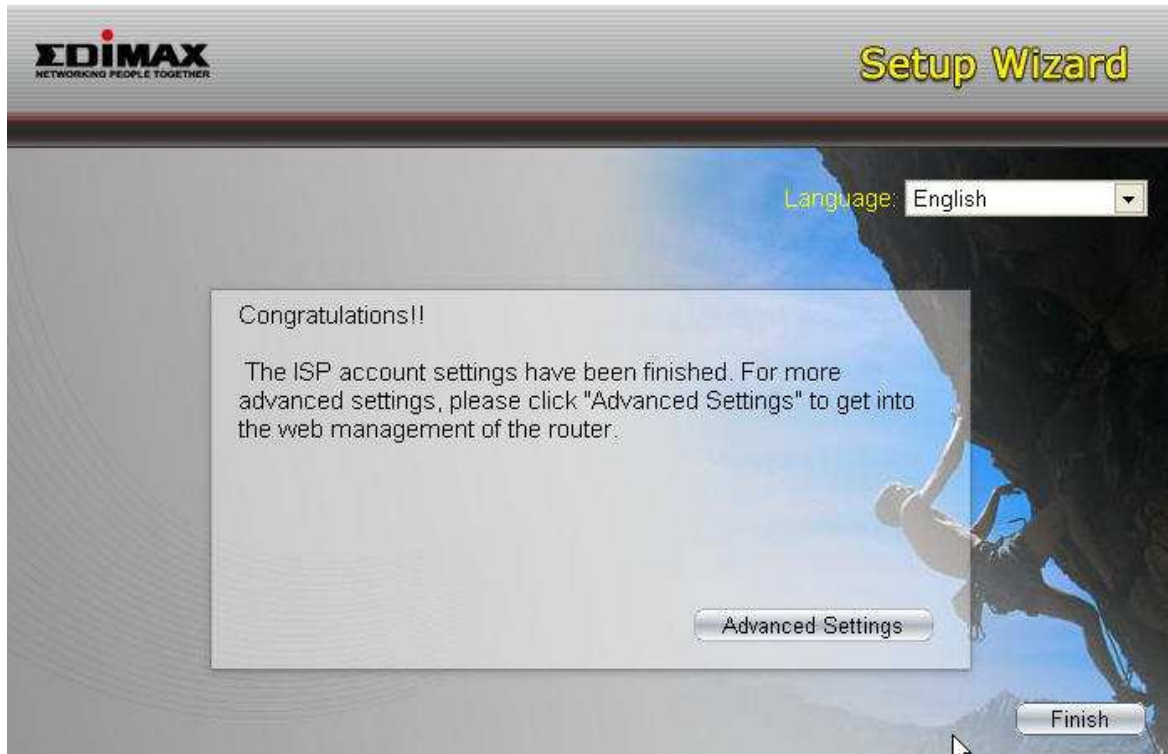 EDIMAX
NETWORKING PEOPLE TOGETHER
Setup Wizard
Language: English
Congratulations!!
The ISP account settings have been finished. For more
advanced settings, please click "Advanced Settings" to get into
the web management of the router.
Advanced Settings
Finish